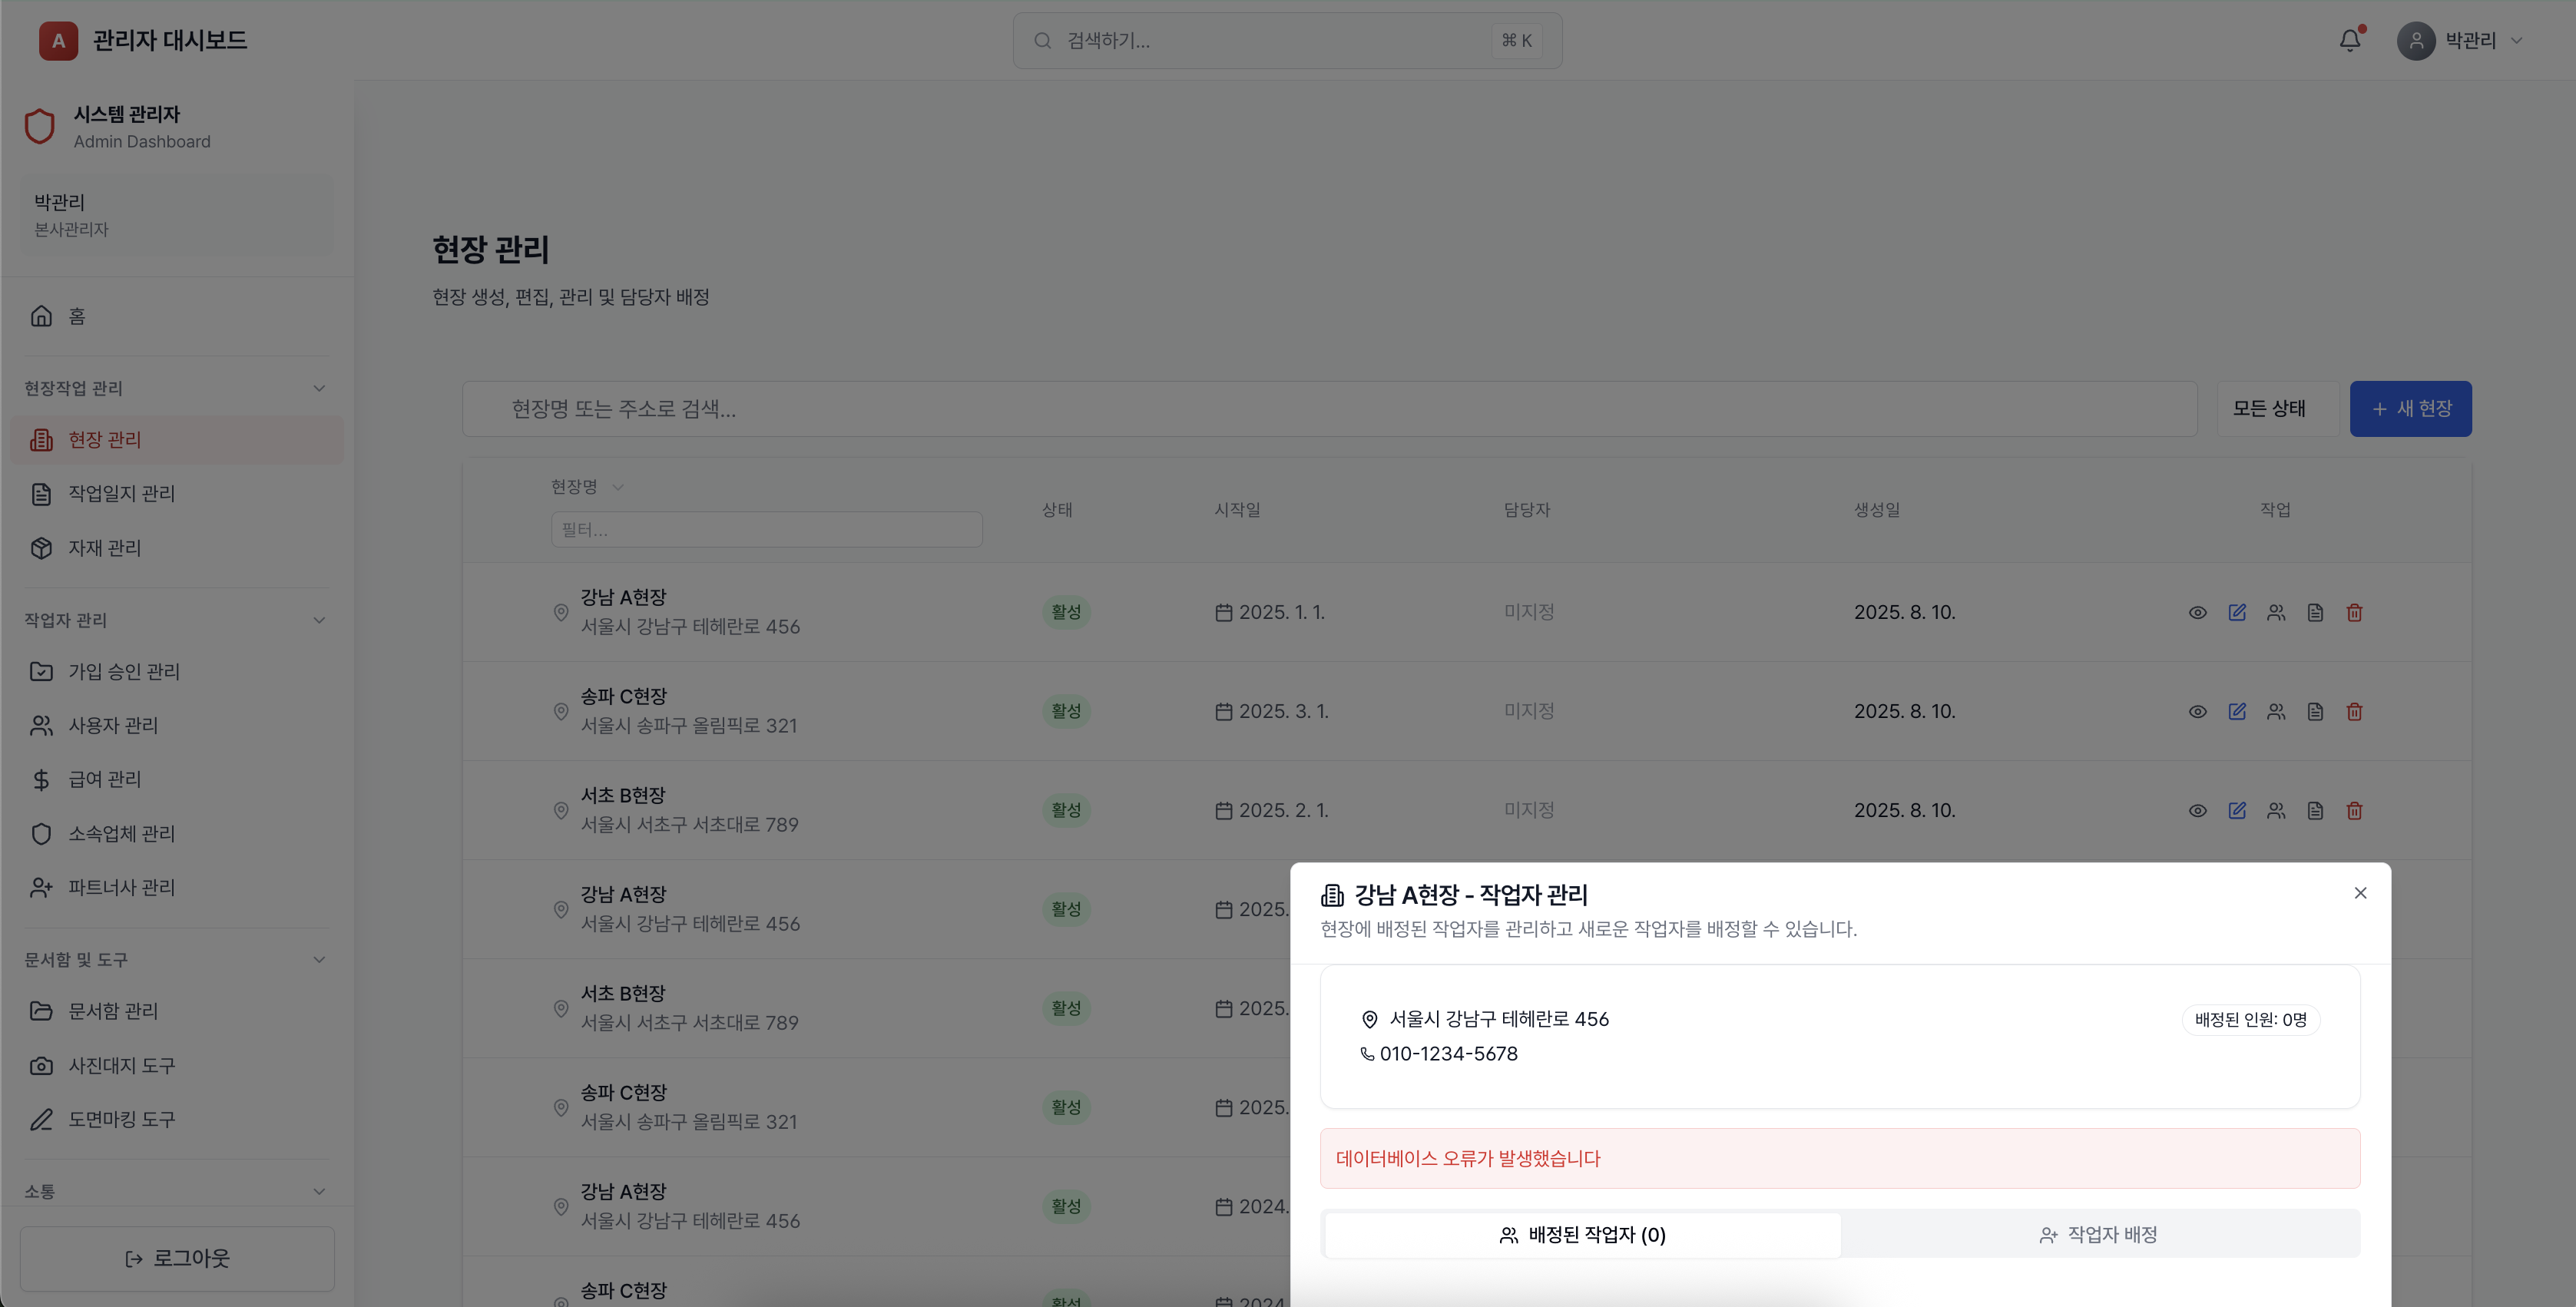 A 관리자 대시보드
검색하기...
⌘ K
박관리
시스템 관리자
Admin Dashboard
박관리
본사관리자
홈
현장작업 관리
현장 관리
작업일지 관리
자재 관리
작업자 관리
가입 승인 관리
사용자 관리
급여 관리
소속업체 관리
파트너사 관리
문서함 및 도구
문서함 관리
사진대지 도구
도면마킹 도구
소통
로그아웃
현장 관리
현장 생성, 편집, 관리 및 담당자 배정
현장명 또는 주소로 검색...
모든 상태
+ 새 현장
현장명
필터...
상태
시작일
담당자
생성일
작업
강남 A현장
서울시 강남구 테헤란로 456
활성
2025. 1. 1.
미지정
2025. 8. 10.
송파 C현장
서울시 송파구 올림픽로 321
활성
2025. 3. 1.
미지정
2025. 8. 10.
서초 B현장
서울시 서초구 서초대로 789
활성
2025. 2. 1.
미지정
2025. 8. 10.
강남 A현장
서울시 강남구 테헤란로 456
활성
2025.
서초 B현장
서울시 서초구 서초대로 789
활성
2025.
송파 C현장
서울시 송파구 올림픽로 321
활성
2025.
강남 A현장
서울시 강남구 테헤란로 456
활성
2024.
송파 C현장
활성
2024
강남 A현장 - 작업자 관리
현장에 배정된 작업자를 관리하고 새로운 작업자를 배정할 수 있습니다.
서울시 강남구 테헤란로 456
배정된 인원: 0명
010-1234-5678
데이터베이스 오류가 발생했습니다
배정된 작업자 (0)
작업자 배정